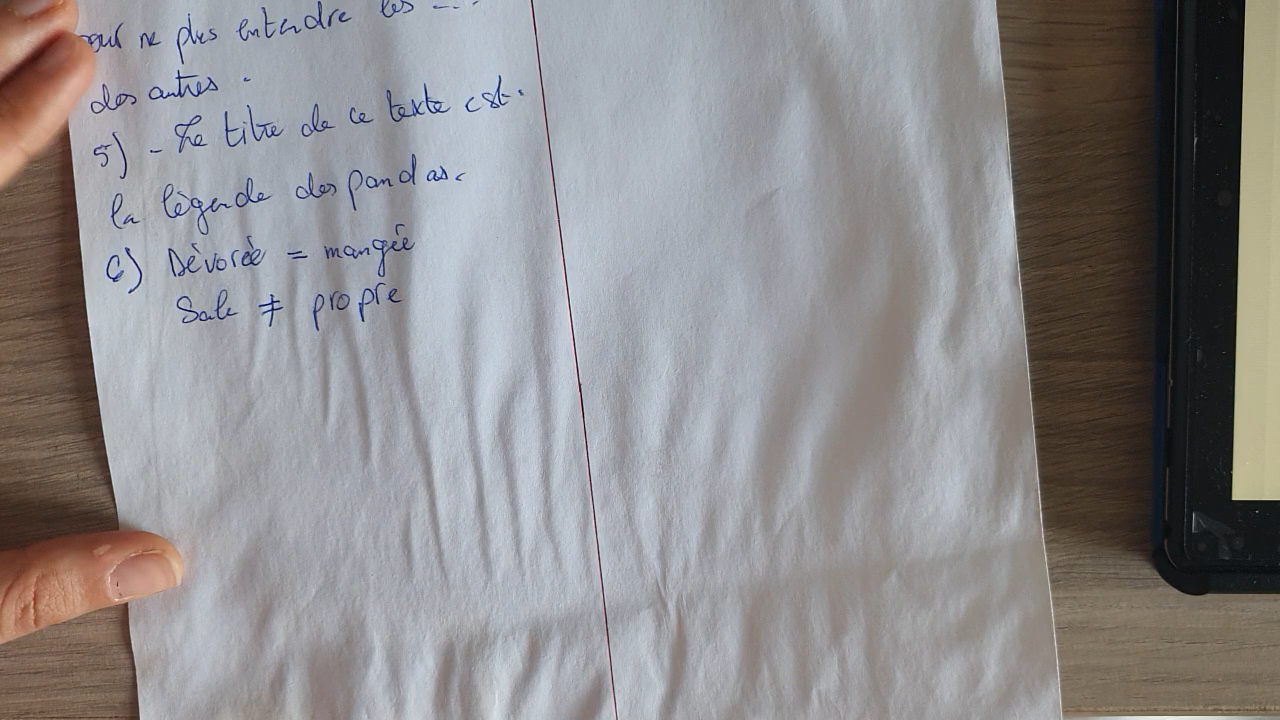 pour ne plus entendre les
des autres.
5) - Le titre de ce texte est.
la légende des pandas.
6) Dévorée = mangée
Sale ≠ propre